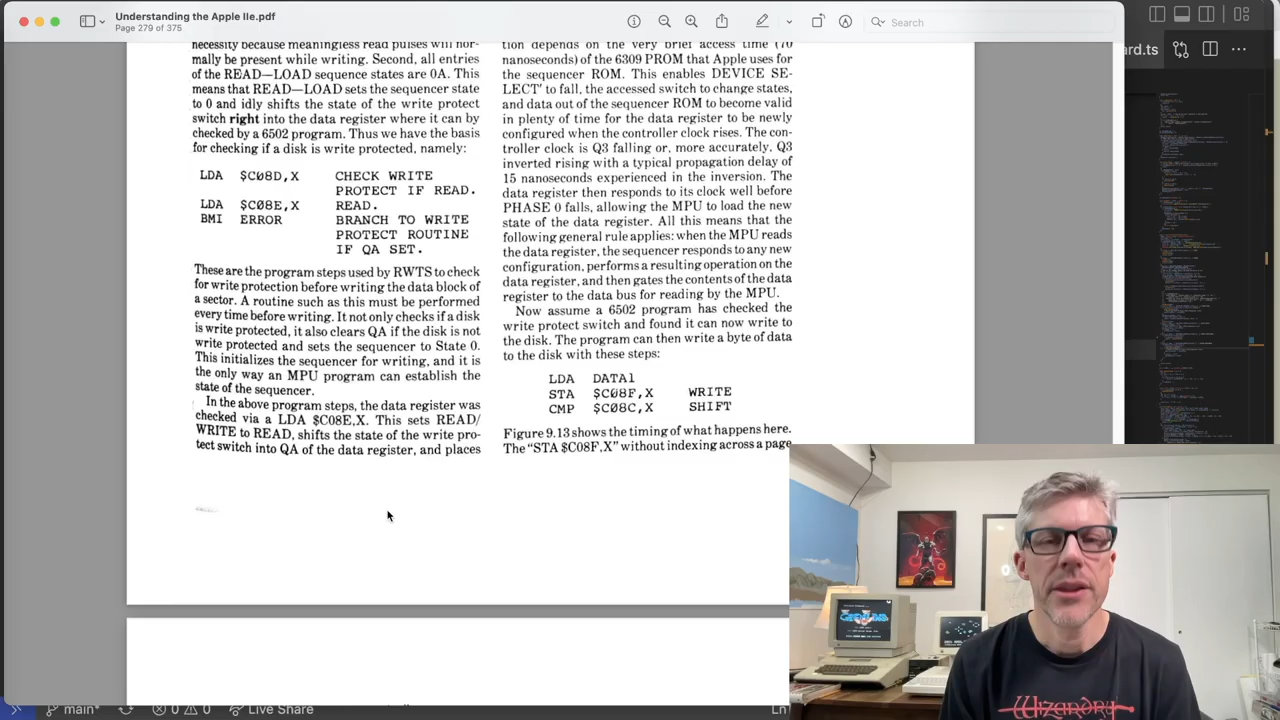 Understanding the Apple IIe.pdf
Page 279 of 375
Search
ard.ts
necessity because meaningless read pulses will nor-
mally be present while writing. Second, all entries
of the READ—LOAD sequence states are 0A. This
means that READ—LOAD sets the sequencer state
to 0 and idly shifts the state of the write protect
switch right into the data register where it can by
checked by a 6502 program. Thus we have the basis
for checking if a disk is write protected, namely:
LDA $C08D,X CHECK WRITE
PROTECT IF READ.
LDA $C08E,X READ.
BMI ERROR BRANCH TO WRITE
PROTECT ROUTINE
IF QA SET.
These are the program steps used by RWTS to check
for write protection before writing the data block of
a sector. A routine such as this must be performed
every time before writing. It not only checks if a disk
is write protected, it also clears QA if the disk is not
write protected and sets the sequencer to State 0.
This initializes the sequencer for writing, and it is
the only way an MPU program can establish the
state of the sequencer.
In the above program steps, the data register was
checked via a LDA $C08E,X. This sets READ/
WRITE to READ, shifts the state of the write pro-
tect switch into QA of the data register, and places
tion depends on the very brief access time (70
nanoseconds) of the 6309 PROM that Apple uses for
the sequencer ROM. This enables DEVICE SE-
LECT' to fall, the accessed switch to change states,
and data out of the sequencer ROM to become valid
in plenty of time for the data register to be newly
configured when the controller clock rises. The con-
troller clock is Q3 falling or, more accurately, Q3
inverted rising with a typical propagation delay of
15 nanoseconds experienced in the inversion. The
data register then responds to its clock well before
PHASE 0 falls, allowing the MPU to load the new
state of the data register. All this means that the
following general rule applies: when the MPU reads
the data register, the sequencer responds to any new
configuration, performs a resulting operation on the
data register, and then gates the contents of the data
register to the data bus for reading by the MPU.
Now assume a 6502 program has checked the
write protect switch and found it can now write to
the disk. The program can then write a byte of data
to the disk with these steps:
LDA DATA1
STA $C08F,X WRITE
CMP $C08C,X SHIFT
Figure 9.13 shows the timing of what happens here.
The "STA $C08F,X" without indexing across a page
Wizardry
main*
0 0
Live Share
Ln